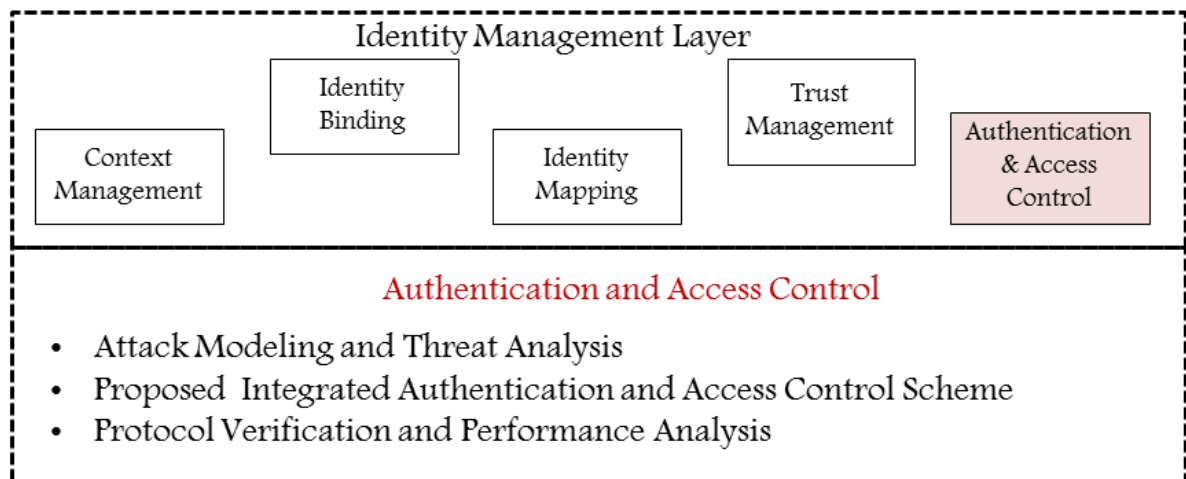 Identity Management Layer
Context
Management
Identity
Binding
Identity
Mapping
Trust
Management
Authentication
& Access
Control
Authentication and Access Control
• Attack Modeling and Threat Analysis
• Proposed Integrated Authentication and Access Control Scheme
• Protocol Verification and Performance Analysis